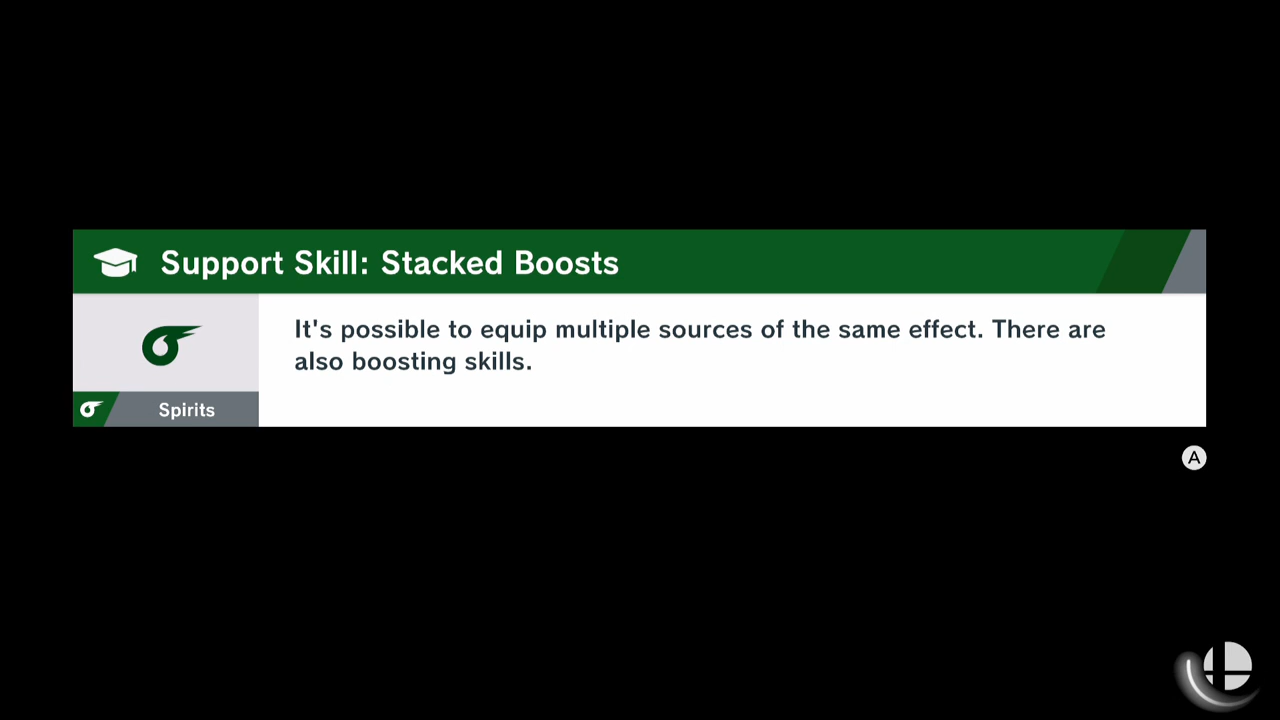 Support Skill: Stacked Boosts
It's possible to equip multiple sources of the same effect. There are
also boosting skills.
Spirits
A